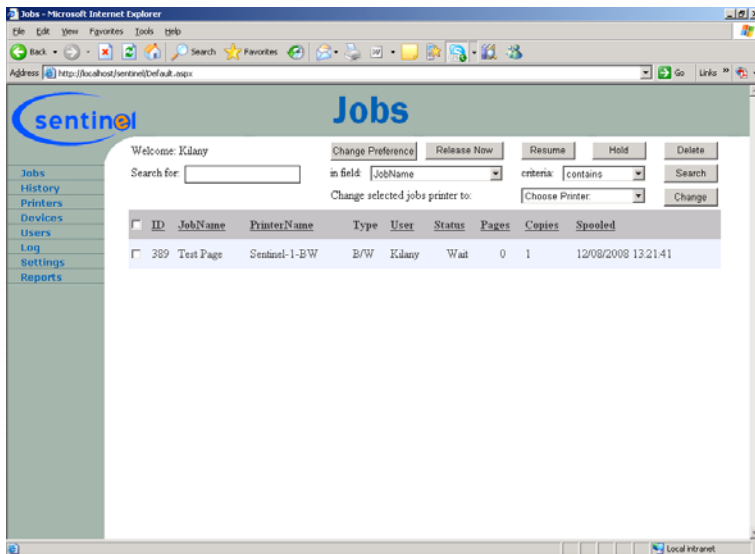 Jobs - Microsoft Internet Explorer
File Edit View Favorites Tools Help
Back Search Favorites
Address http://localhost/sentinel/Default.aspx Go Links »
sentinel
Jobs
Welcome: Kilany Change Preference Release Now Resume Hold Delete
Search for: in field: JobName criteria: contains Search
Change selected jobs printer to: Choose Printer: Change
Jobs
History
Printers
Devices
Users
Log
Settings
Reports
ID JobName PrinterName Type User Status Pages Copies Spooled
389 Test Page Sentinel-1-BW B/W Kilany Wait 0 1 12/08/2008 13:21:41
Local intranet